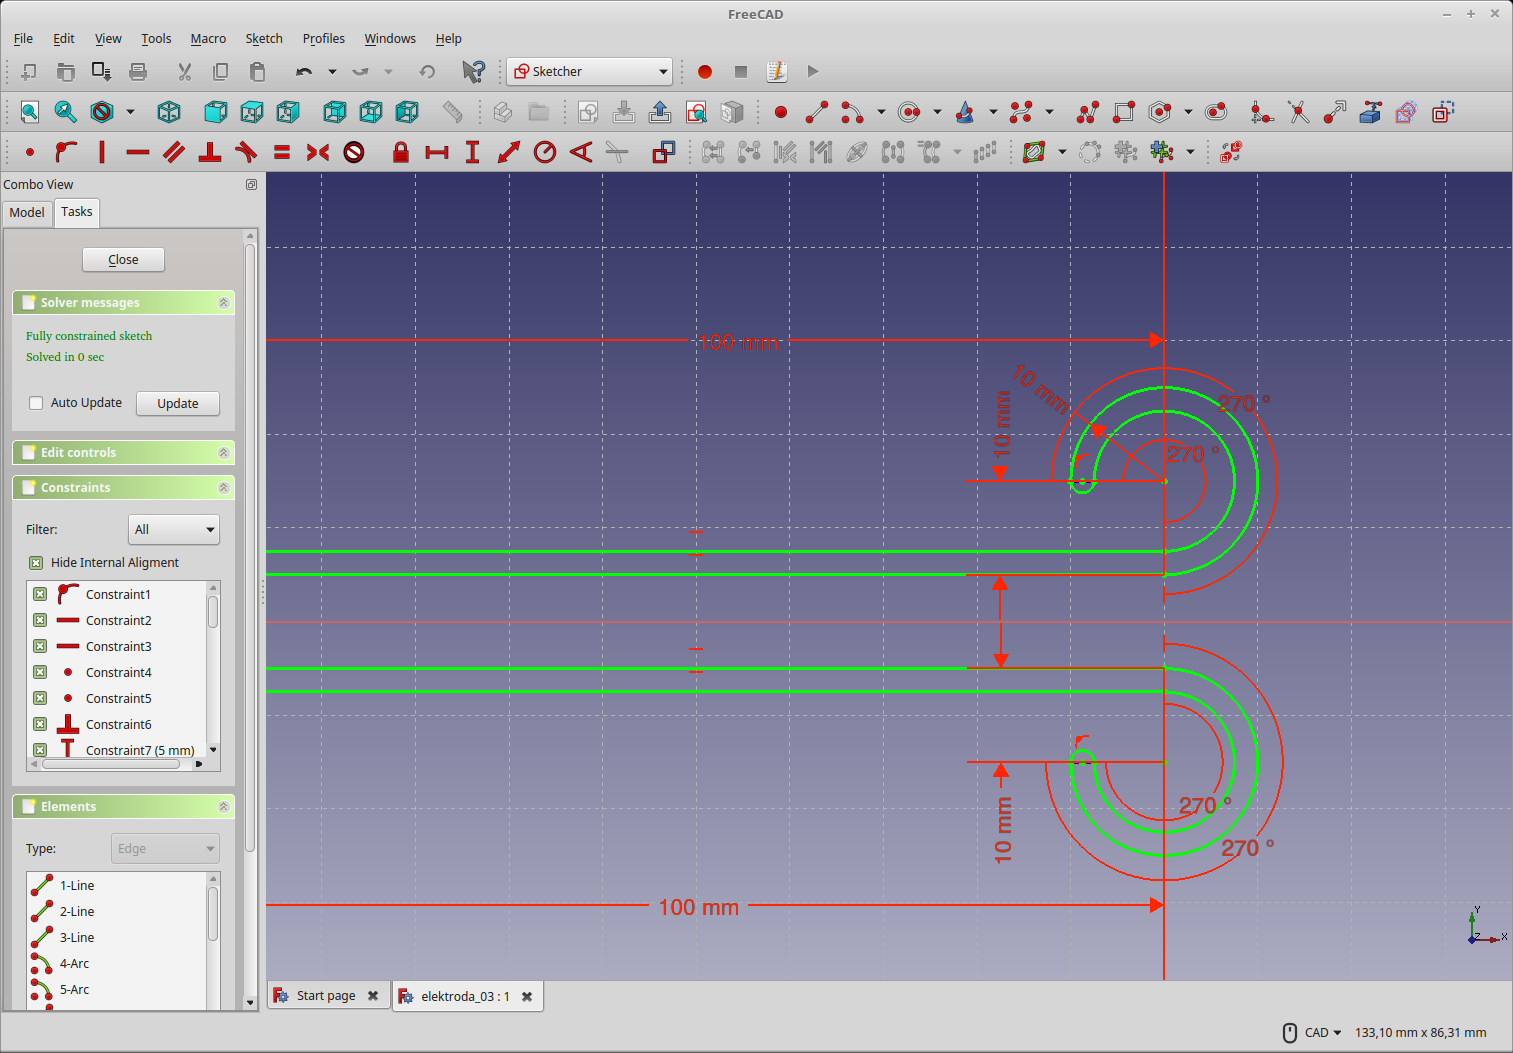 FreeCAD
File Edit View Tools Macro Sketch Profiles Windows Help
Sketcher
Combo View
Model Tasks
Close
Solver messages
Fully constrained sketch
Solved in 0 sec
Auto Update Update
Edit controls
Constraints
Filter: All
Hide Internal Aligment
Constraint1
Constraint2
Constraint3
Constraint4
Constraint5
Constraint6
Constraint7 (5 mm)
Elements
Type: Edge
1-Line
2-Line
3-Line
4-Arc
5-Arc
100 mm
10 mm
10 mm
270 °
270 °
10 mm
270 °
270 °
100 mm
Y
Z
X
Start page
elektroda_03 : 1
CAD 133,10 mm x 86,31 mm